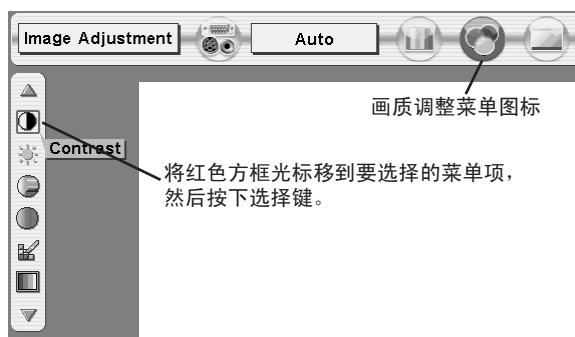 Image Adjustment
Auto
画质调整菜单图标
Contrast
将红色方框光标移到要选择的菜单项，
然后按下选择键。